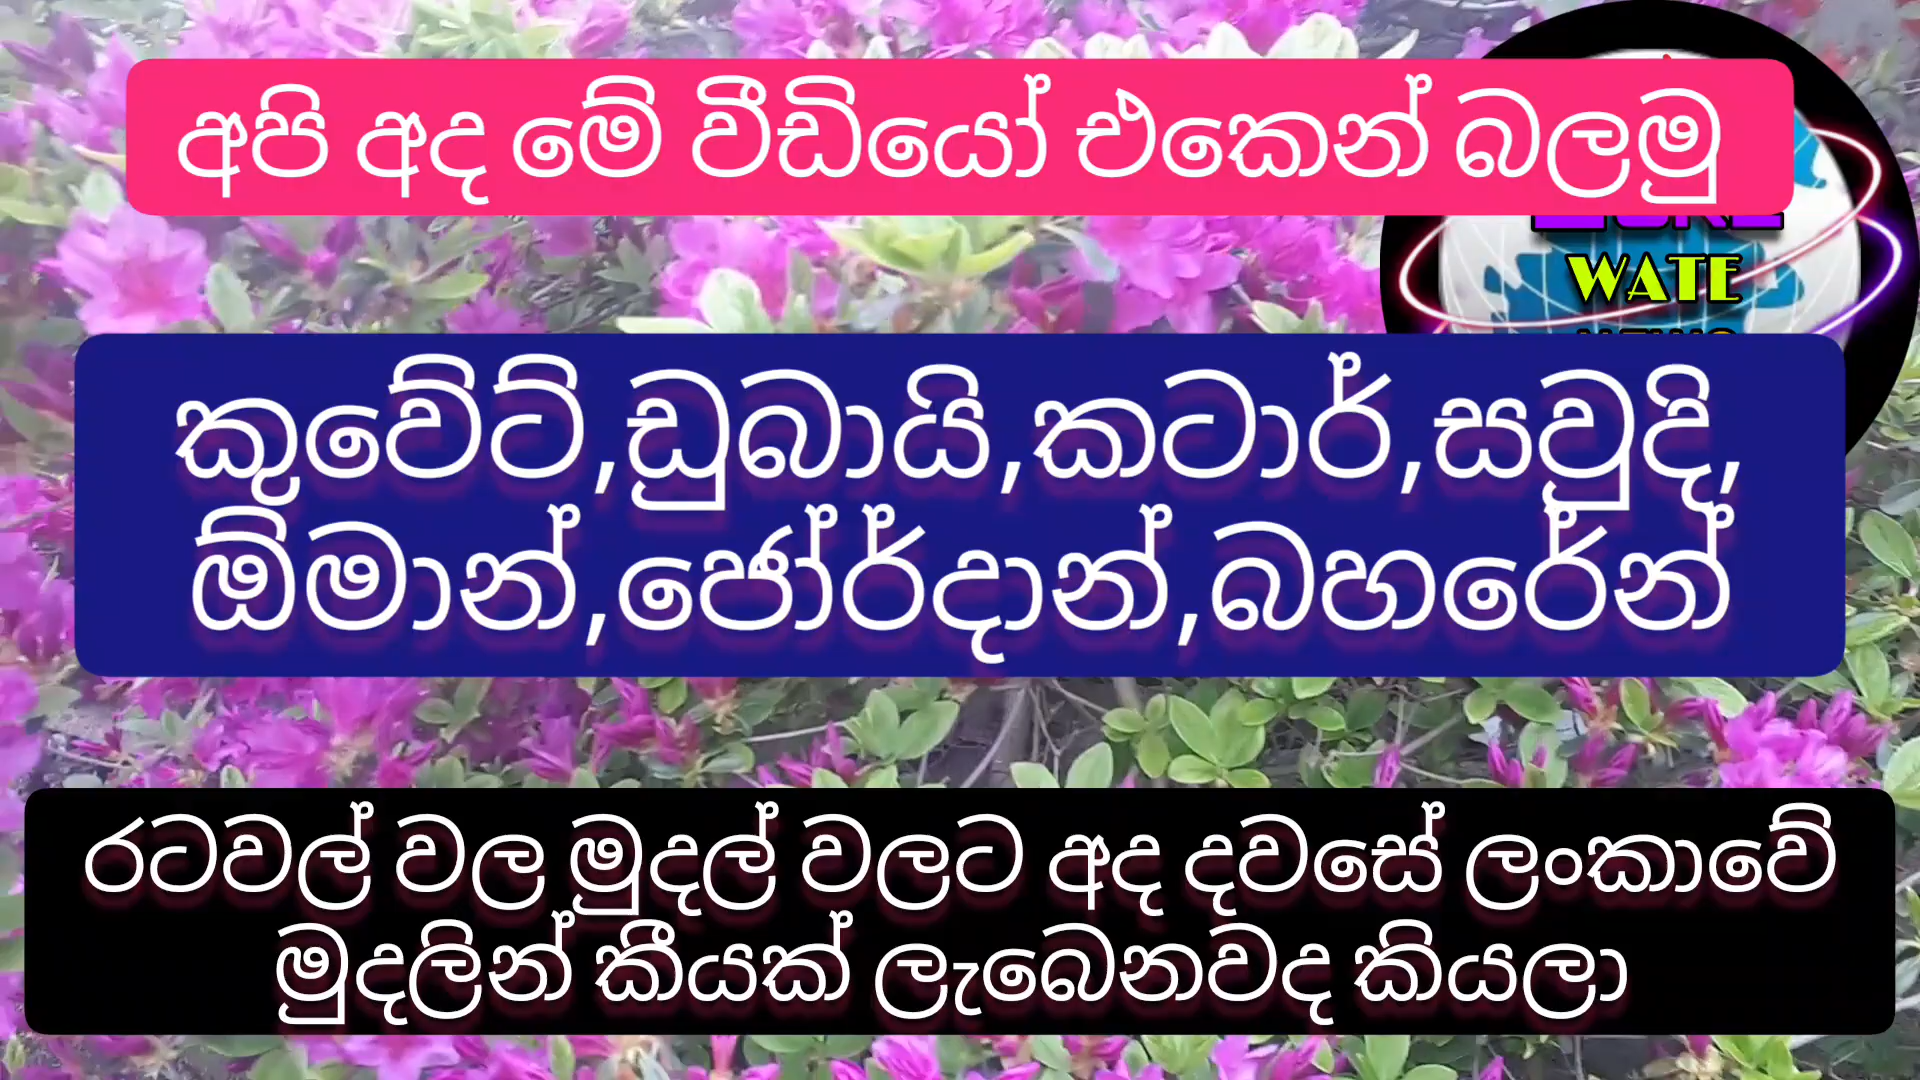 අපි අද මේ වීඩියෝ එකෙන් බලමු
WATE
කුවේට්,ඩුබායි,කටාර්,සවුදි,
ඕමාන්,ජෝර්දාන්,බහරේන්
රටවල් වල මුදල් වලට අද දවසේ ලංකාවේ
මුදලින් කීයක් ලැබෙනවද කියලා